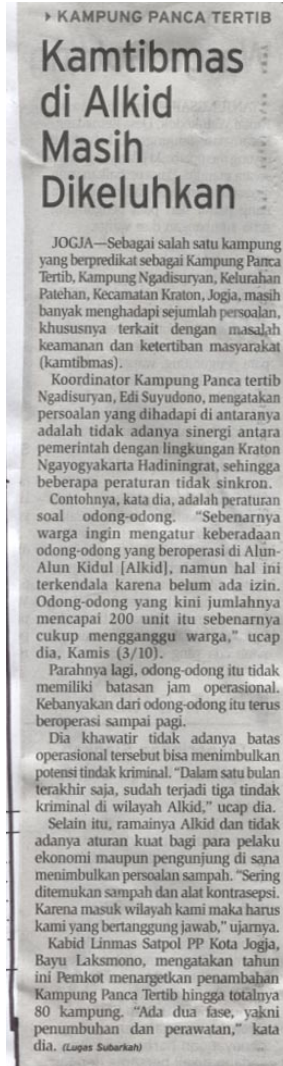 ▸ KAMPUNG PANCA TERTIB
Kamtibmas
di Alkid
Masih
Dikeluhkan
JOGJA—Sebagai salah satu kampung
yang berpredikat sebagai Kampung Panca
Tertib, Kampung Ngadisuryan, Kelurahan
Patehan, Kecamatan Kraton, Jogja, masih
banyak menghadapi sejumlah persoalan,
khususnya terkait dengan masalah
keamanan dan ketertiban masyarakat
(kamtibmas).
Koordinator Kampung Panca tertib
Ngadisuryan, Edi Suyudono, mengatakan
persoalan yang dihadapi di antaranya
adalah tidak adanya sinergi antara
pemerintah dengan lingkungan Kraton
Ngayogyakarta Hadiningrat, sehingga
beberapa peraturan tidak sinkron.
Contohnya, kata dia, adalah peraturan
soal odong-odong. “Sebenarnya
warga ingin mengatur keberadaan
odong-odong yang beroperasi di Alun-
Alun Kidul [Alkid], namun hal ini
terkendala karena belum ada izin.
Odong-odong yang kini jumlahnya
mencapai 200 unit itu sebenarnya
cukup mengganggu warga,” ucap
dia, Kamis (3/10).
Parahnya lagi, odong-odong itu tidak
memiliki batasan jam operasional.
Kebanyakan dari odong-odong itu terus
beroperasi sampai pagi.
Dia khawatir tidak adanya batas
operasional tersebut bisa menimbulkan
potensi tindak kriminal. “Dalam satu bulan
terakhir saja, sudah terjadi tiga tindak
kriminal di wilayah Alkid,” ucap dia.
Selain itu, ramainya Alkid dan tidak
adanya aturan kuat bagi para pelaku
ekonomi maupun pengunjung di sana
menimbulkan persoalan sampah. “Sering
ditemukan sampah dan alat kontrasepsi.
Karena masuk wilayah kami maka harus
kami yang bertanggung jawab,” ujarnya.
Kabid Linmas Satpol PP Kota Jogja,
Bayu Laksmono, mengatakan tahun
ini Pemkot menargetkan penambahan
Kampung Panca Tertib hingga totalnya
80 kampung. “Ada dua fase, yakni
penumbuhan dan perawatan,” kata
dia. (Lugas Subarkah)